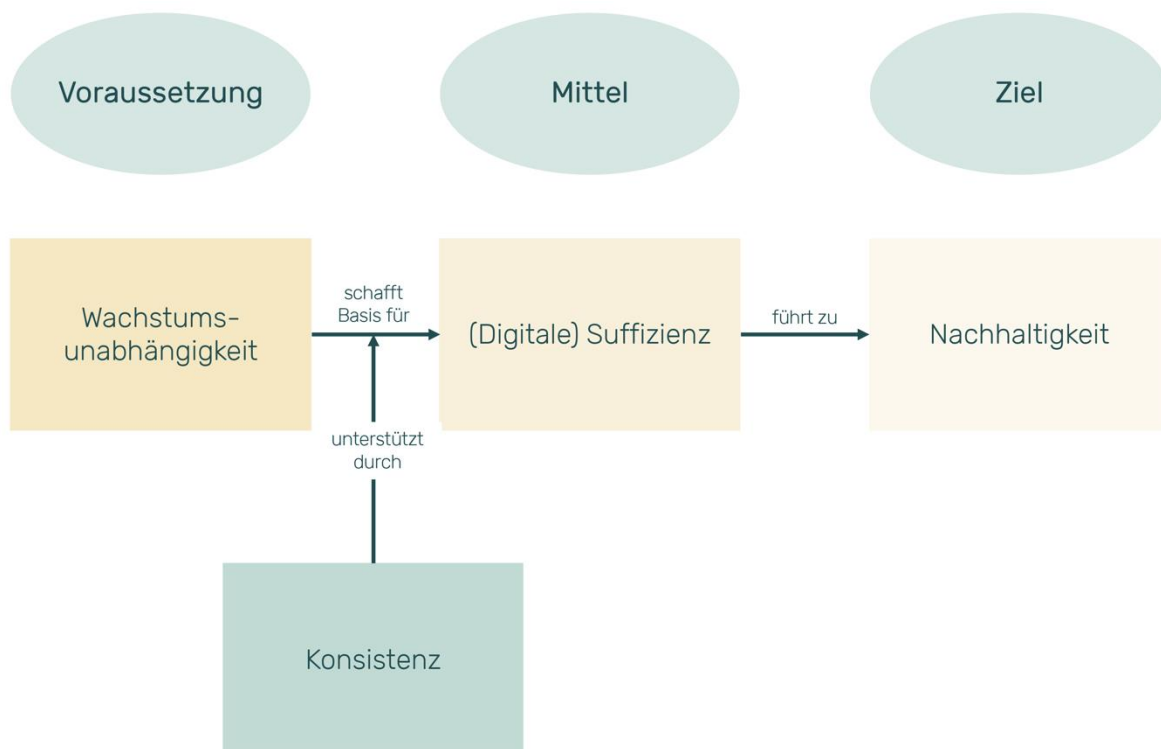 Voraussetzung
Mittel
Ziel
Wachstums-
unabhängigkeit
schafft
Basis für
(Digitale) Suffizienz
führt zu
Nachhaltigkeit
unterstützt
durch
Konsistenz